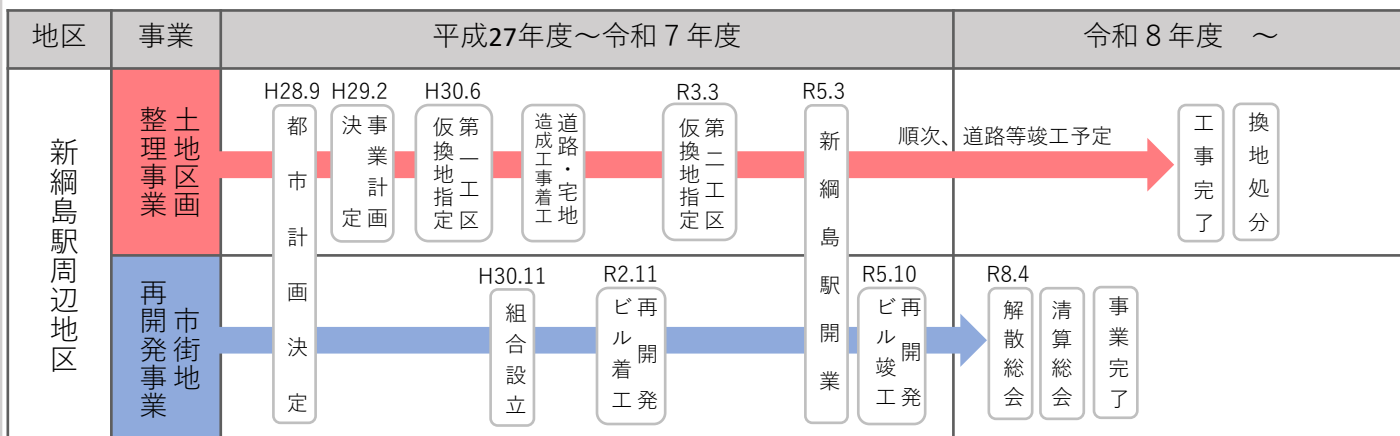 地区
事業
平成27年度～令和７年度
令和８年度　～
新綱島駅周辺地区
土地区画
整理事業
H28.9
都市計画決定
H29.2
事業計画
決定
H30.6
第一工区
仮換地指定
道路・宅地
造成工事着工
R3.3
第二工区
仮換地指定
R5.3
新綱島駅開業
順次、道路等竣工予定
工事完了
換地処分
市街地
再開発事業
H30.11
組合設立
R2.11
再開発
ビル着工
R5.10
再開発
ビル竣工
R8.4
解散総会
清算総会
事業完了